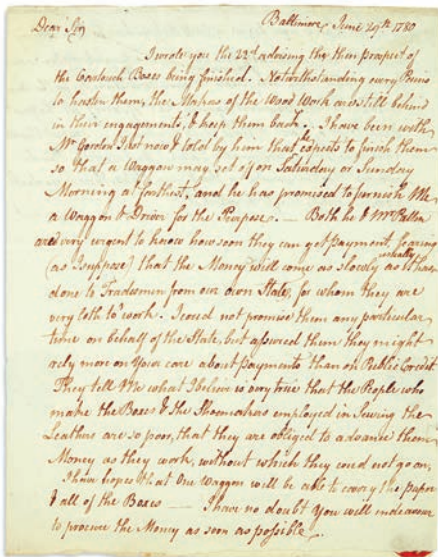 Baltimore June 29th 1780
Dear Sir
I wrote you the 22d advising the then prospect of
the Cartouch Boxes being finished. Notwithstanding every Pains
to hasten them, the Makers of the Wood Work are still behind
in their engagements, & keep them back. I have been with
Mr Gordon Just now & told by him that he expects to finish them
so that a Waggon may set off on Saturday or Sunday
Morning at farthest, and he has promised to furnish Me
a Waggon & Driver for the Purpose. — Both he & Mr
are very urgent to know how soon they can get payment, fearing
(as I suppose) that the Money will come as slowly as it has usually
done to Tradesmen from our own State, for whom they are
very loth to work. I coud not promise them any particular
time on behalf of the State, but assured them they might
rely more on Your care about payments than on Public Credit
They tell Me what I believe is very true that the People who
make the Boxes & the Shoemakers employed in Sewing the
Leathers are so poor, that they are obliged to advance them
Money as they work, without which they coud not go on.
I have hopes that One Waggon will be able to carry the paper
& all of the Boxes — I have no doubt You will endeavour
to procure the Money as soon as possible